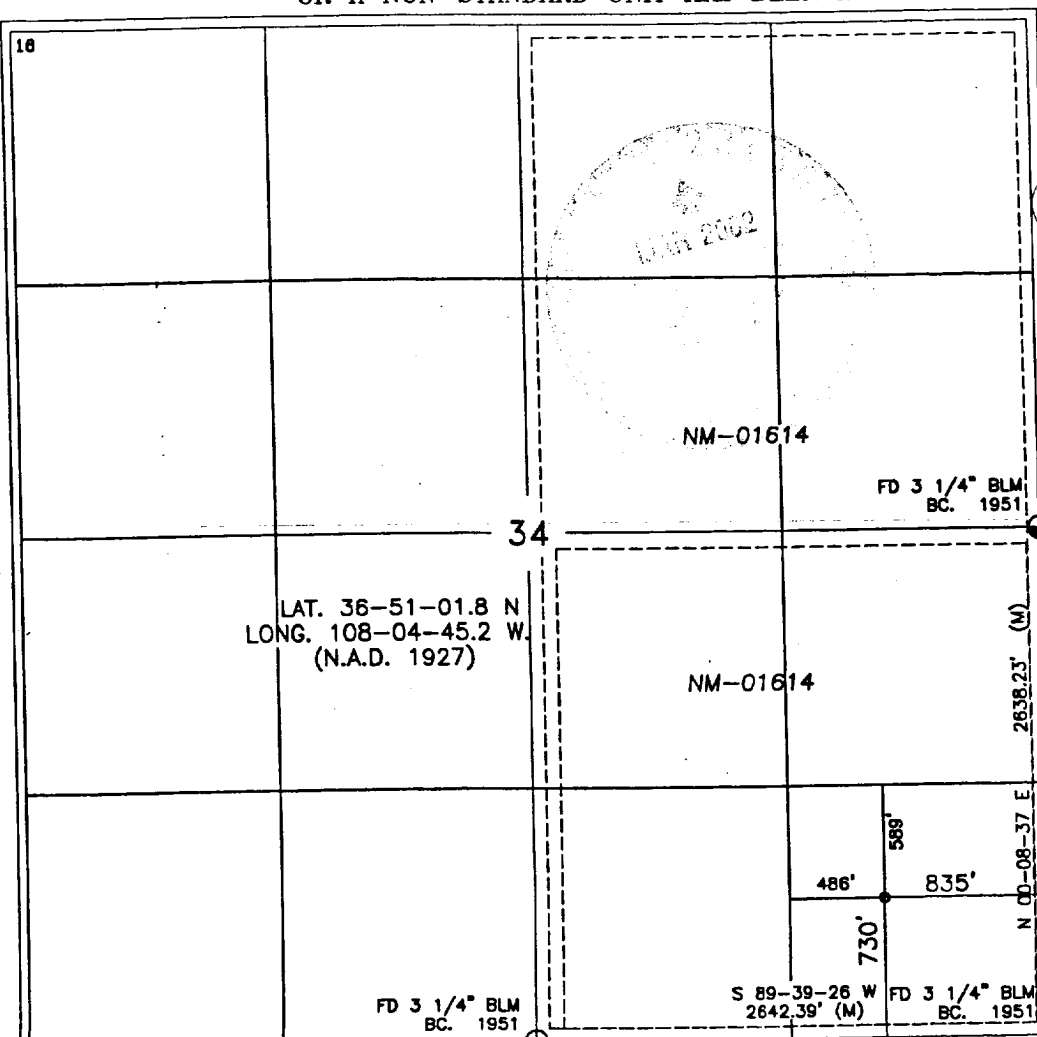 16
2002
NM-01614
FD 3 1/4" BLM
BC. 1951
34
LAT. 36-51-01.8 N
LONG. 108-04-45.2 W.
(N.A.D. 1927)
NM-01614
2638.23' (M)
N 00-08-37 E
589'
486'
835'
730'
S 89-39-26 W
2642.39' (M)
FD 3 1/4" BLM
BC. 1951
FD 3 1/4" BLM
BC. 1951